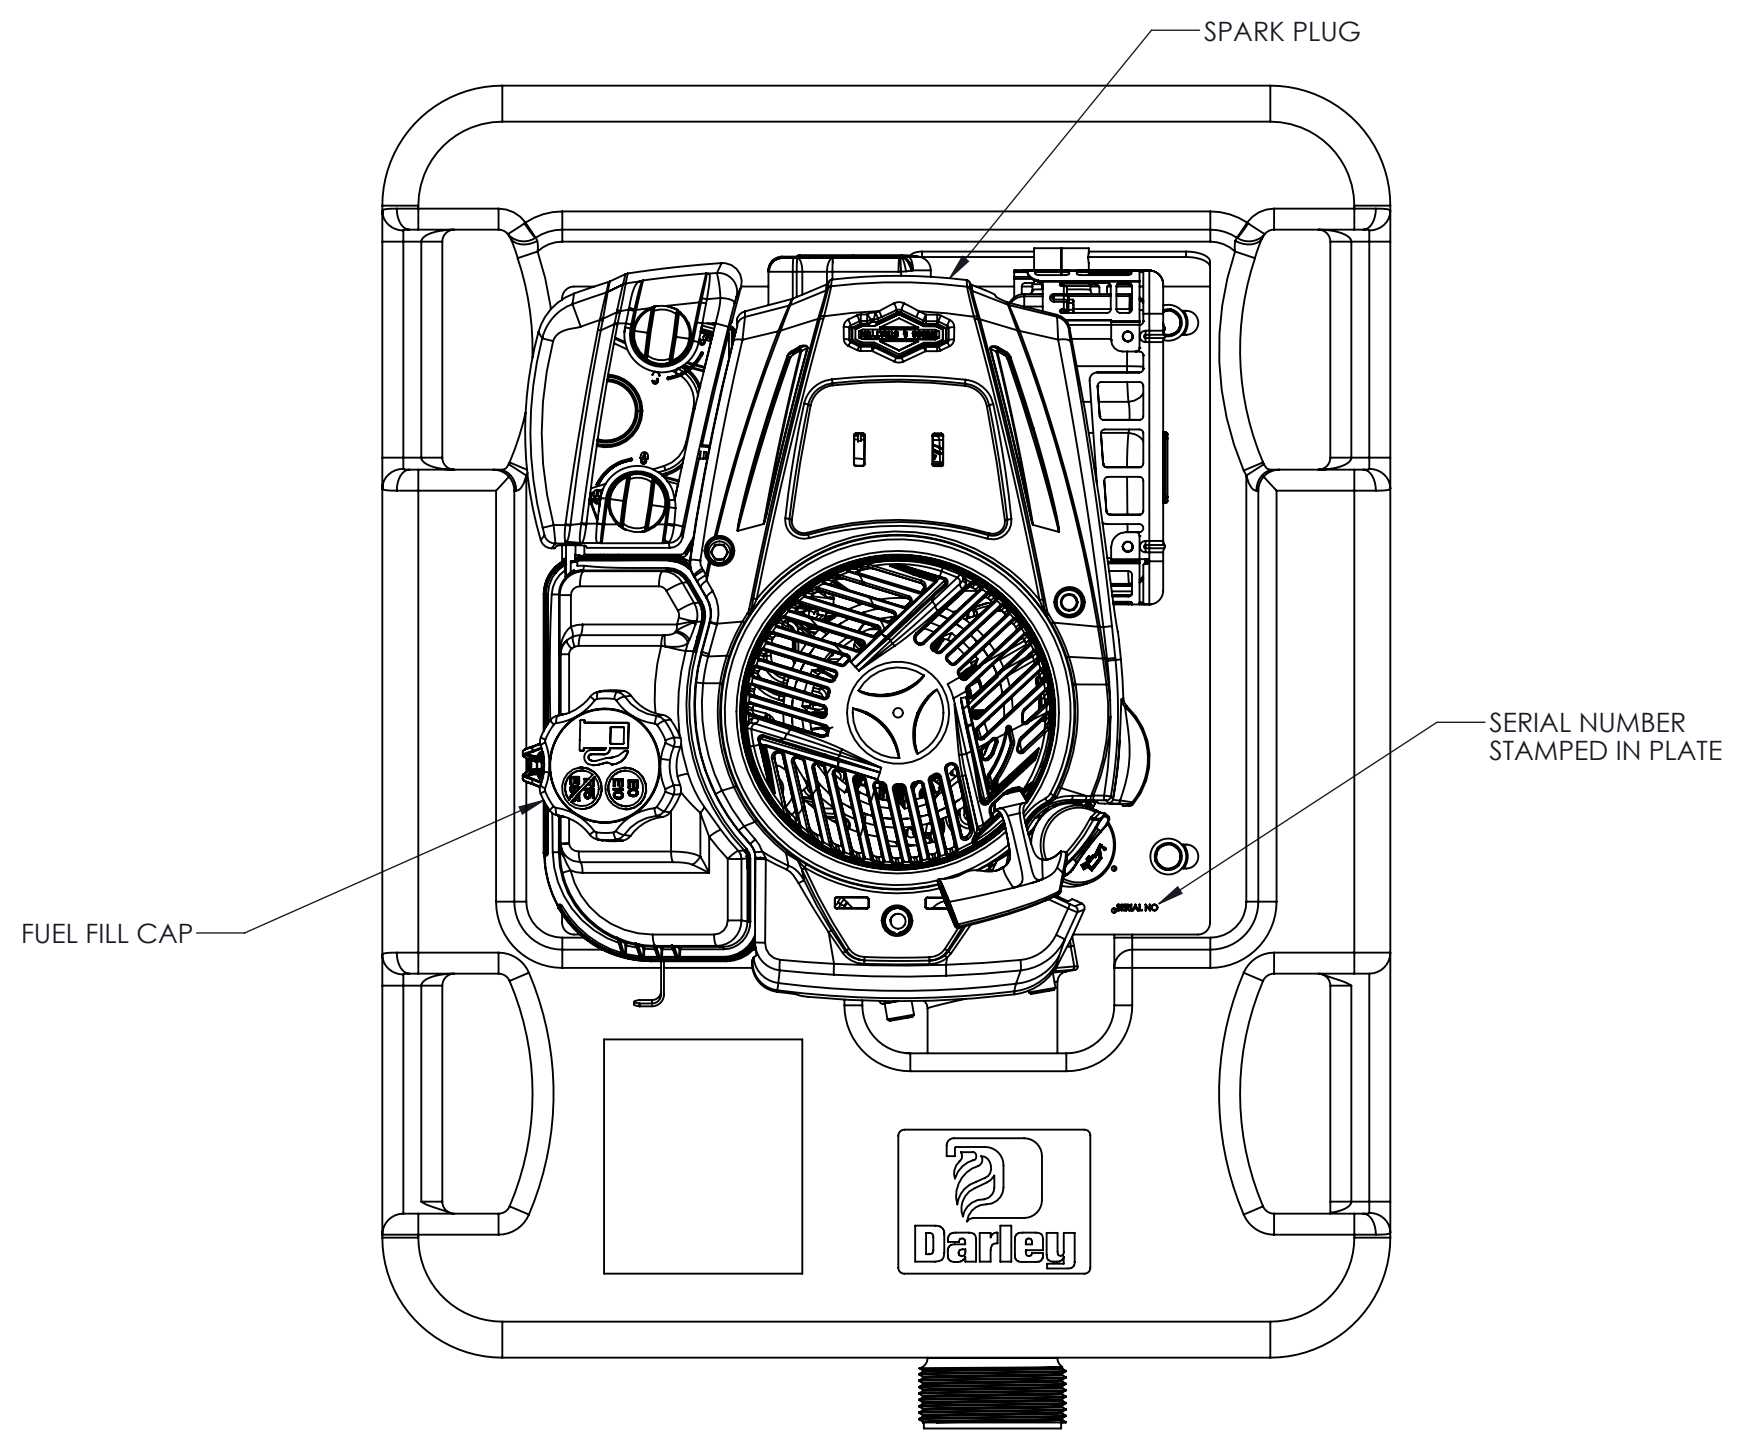 SPARK PLUG
SERIAL NUMBER
STAMPED IN PLATE
SERIAL NO
FUEL FILL CAP
Darley